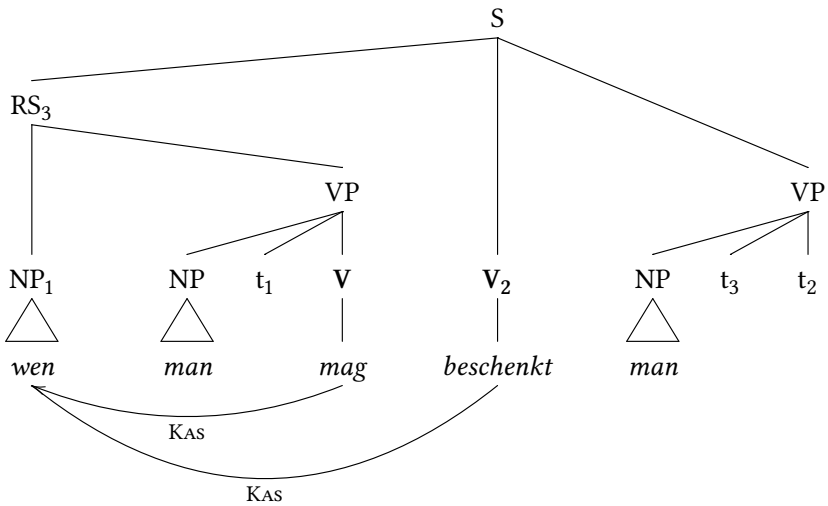 S
RS₃
VP
VP
NP₁ NP t₁ V V₂ NP t₃ t₂
wen man mag beschenkt man
Kas
Kas